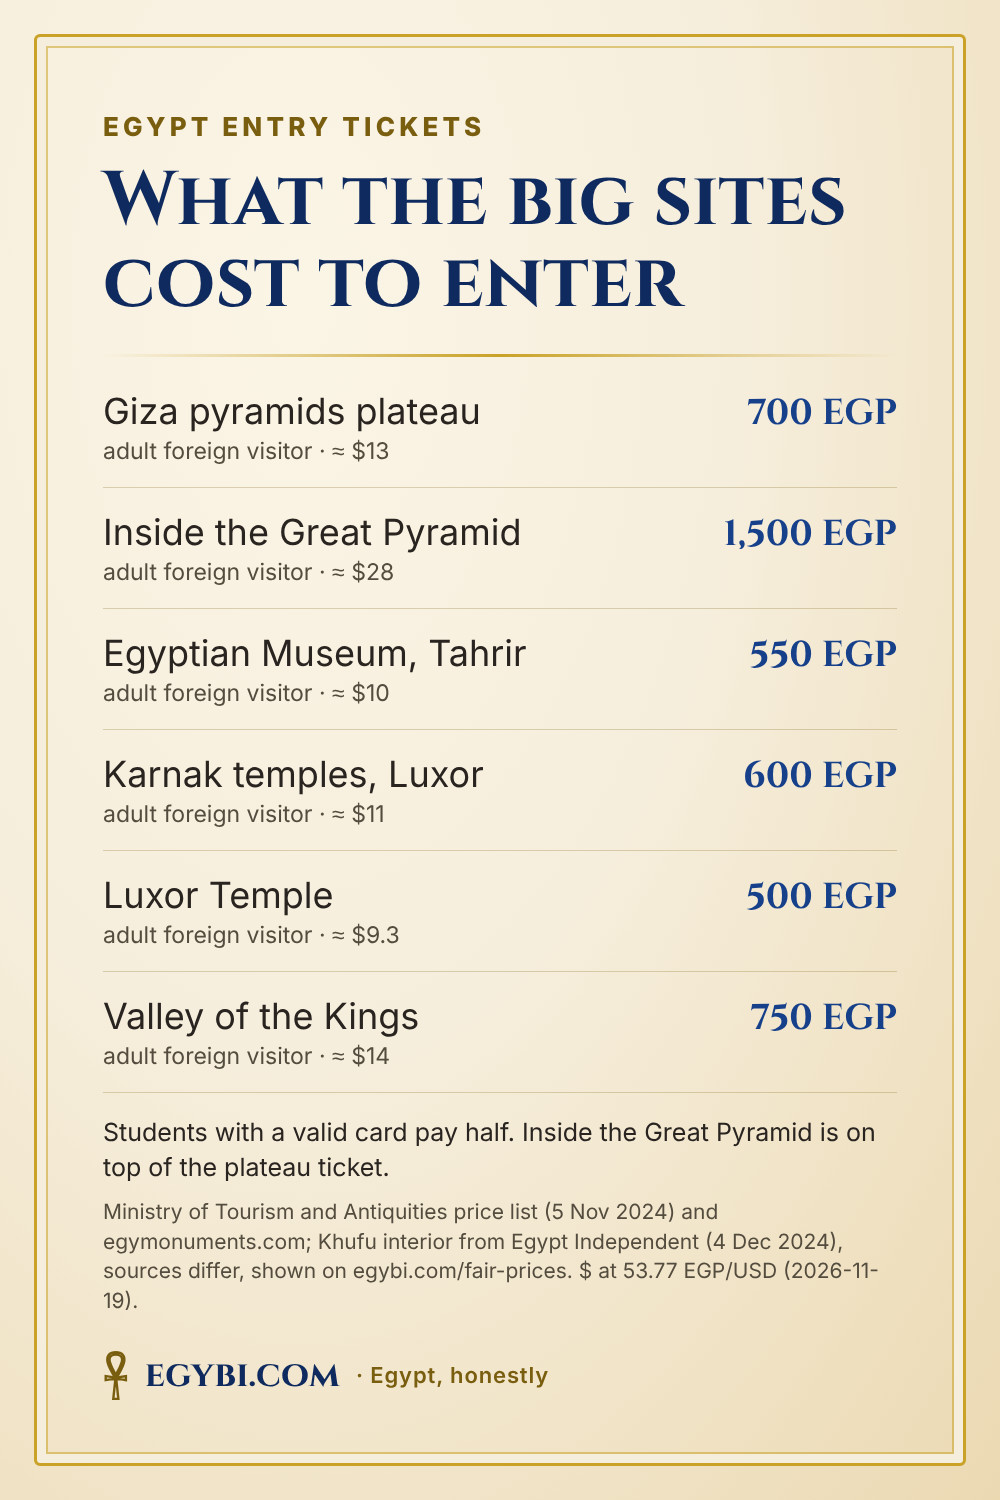 EGYPT ENTRY TICKETS
WHAT THE BIG SITES
COST TO ENTER
Giza pyramids plateau 700 EGP
adult foreign visitor · ≈ $13
Inside the Great Pyramid 1,500 EGP
adult foreign visitor · ≈ $28
Egyptian Museum, Tahrir 550 EGP
adult foreign visitor · ≈ $10
Karnak temples, Luxor 600 EGP
adult foreign visitor · ≈ $11
Luxor Temple 500 EGP
adult foreign visitor · ≈ $9.3
Valley of the Kings 750 EGP
adult foreign visitor · ≈ $14
Students with a valid card pay half. Inside the Great Pyramid is on
top of the plateau ticket.
Ministry of Tourism and Antiquities price list (5 Nov 2024) and
egymonuments.com; Khufu interior from Egypt Independent (4 Dec 2024),
sources differ, shown on egybi.com/fair-prices. $ at 53.77 EGP/USD (2026-11-
19).
EGYBI.COM · Egypt, honestly